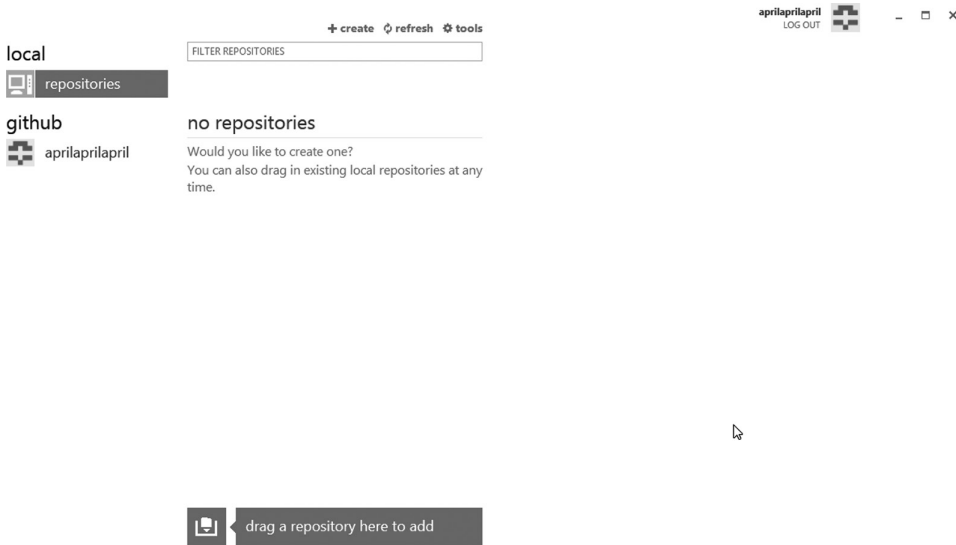 aprilaprilapril
LOG OUT
create refresh tools
local
FILTER REPOSITORIES
repositories
github
aprilaprilapril
no repositories
Would you like to create one?
You can also drag in existing local repositories at any
time.
drag a repository here to add